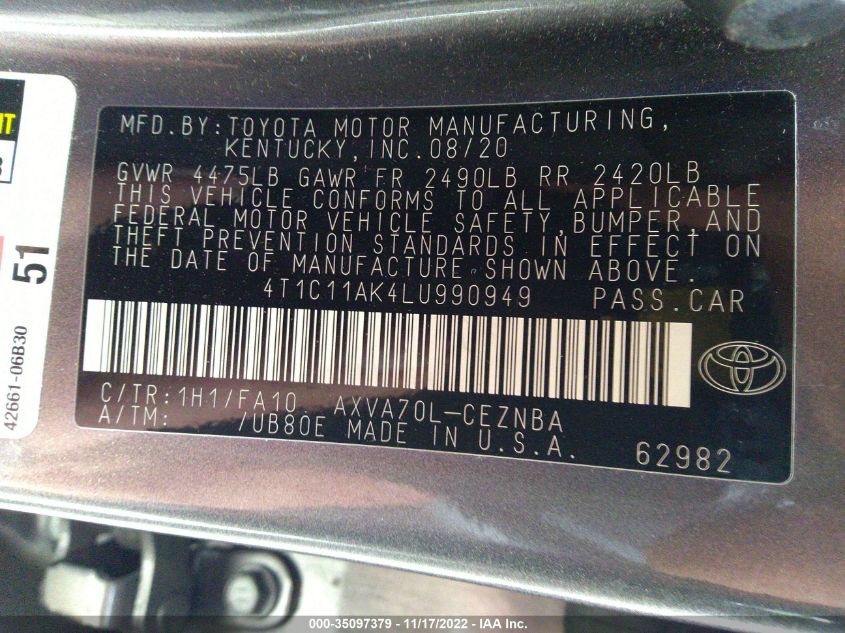 MFD.BY:TOYOTA MOTOR MANUFACTURING,
KENTUCKY,INC.08/20
GVWR 4475LB GAWR FR 2490LB RR 2420LB
THIS VEHICLE CONFORMS TO ALL APPLICABLE
FEDERAL MOTOR VEHICLE SAFETY,BUMPER,AND
THEFT PREVENTION STANDARDS IN EFFECT ON
THE DATE OF MANUFACTURE SHOWN ABOVE.
4T1C11AK4LU990949 PASS.CAR
C/TR:1H1/FA10 AXVA70L-CEZNBA
A/TM: /UB80E MADE IN U.S.A.
62982
51
42661-06B30
000-35097379 - 11/17/2022 - IAA Inc.